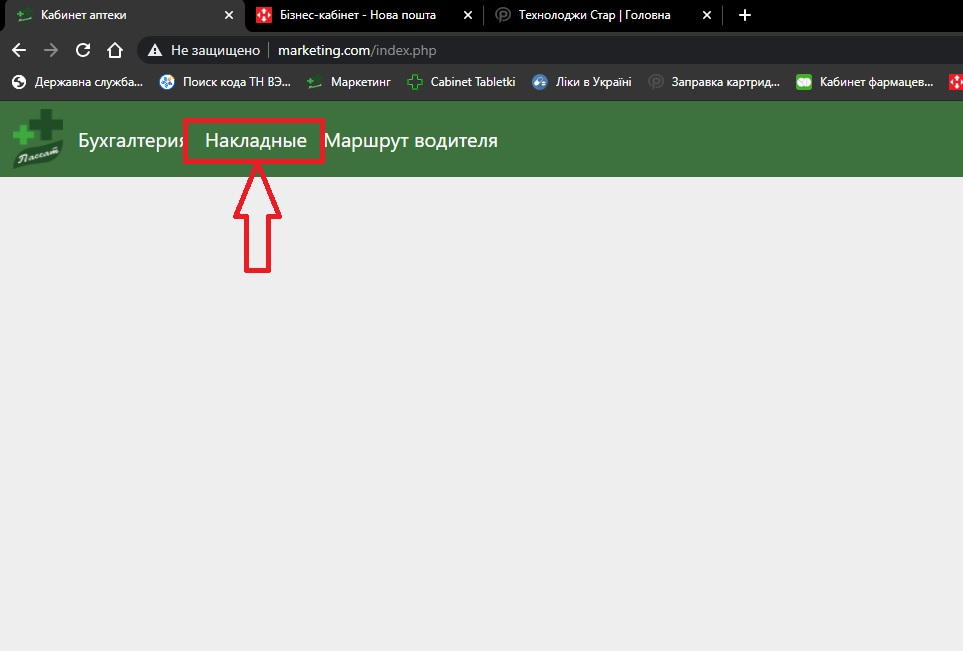 Кабинет аптеки
Бізнес-кабінет - Нова пошта
Технолоджи Стар | Головна
Не защищено
marketing.com/index.php
Державна служба...
Поиск кода ТН ВЭ...
Маркетинг
Cabinet Tabletki
Ліки в Україні
Заправка картрид...
Кабинет фармацев...
Пассат
Бухгалтерия
Накладные
Маршрут водителя